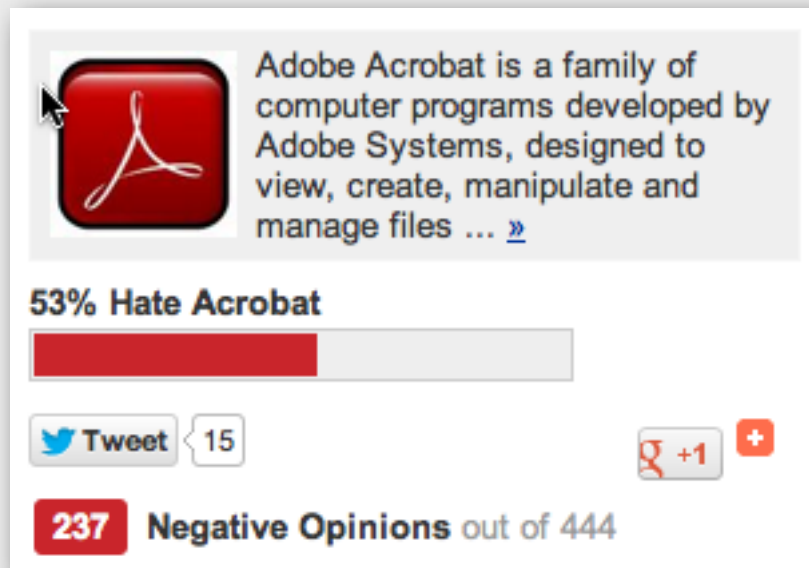 Adobe Acrobat is a family of
computer programs developed by
Adobe Systems, designed to
view, create, manipulate and
manage files ... »
53% Hate Acrobat
Tweet 15
g +1 +
237 Negative Opinions out of 444